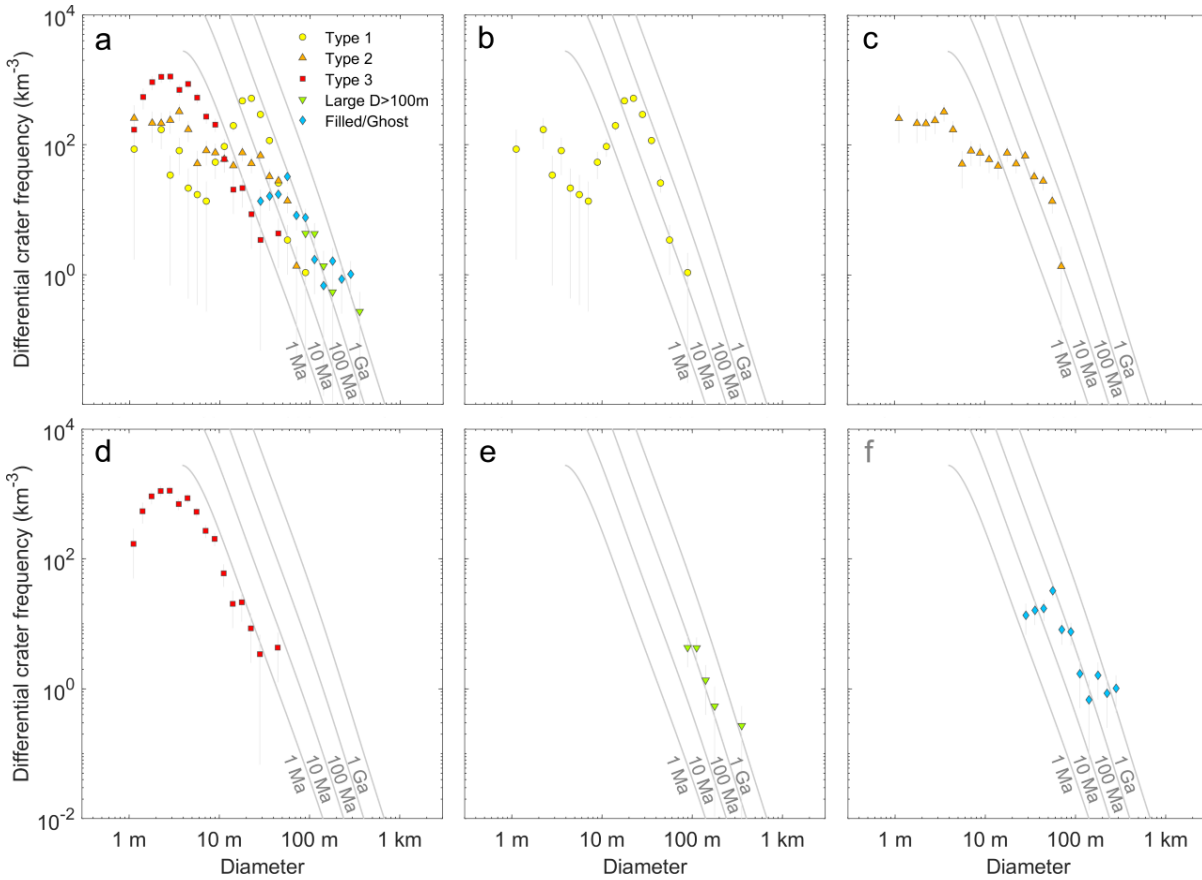 a
b
c
Type 1
Type 2
Type 3
Large D>100m
Filled/Ghost
Differential crater frequency (km⁻³)
10⁴
10²
10⁰
1 Ma
10 Ma
100 Ma
1 Ga
1 Ma
10 Ma
100 Ma
1 Ga
1 Ma
10 Ma
100 Ma
1 Ga
d
e
f
Differential crater frequency (km⁻³)
10⁴
10²
10⁰
10⁻²
1 Ma
10 Ma
100 Ma
1 Ga
1 Ma
10 Ma
100 Ma
1 Ga
1 Ma
10 Ma
100 Ma
1 Ga
1 m 10 m 100 m 1 km
1 m 10 m 100 m 1 km
1 m 10 m 100 m 1 km
Diameter
Diameter
Diameter